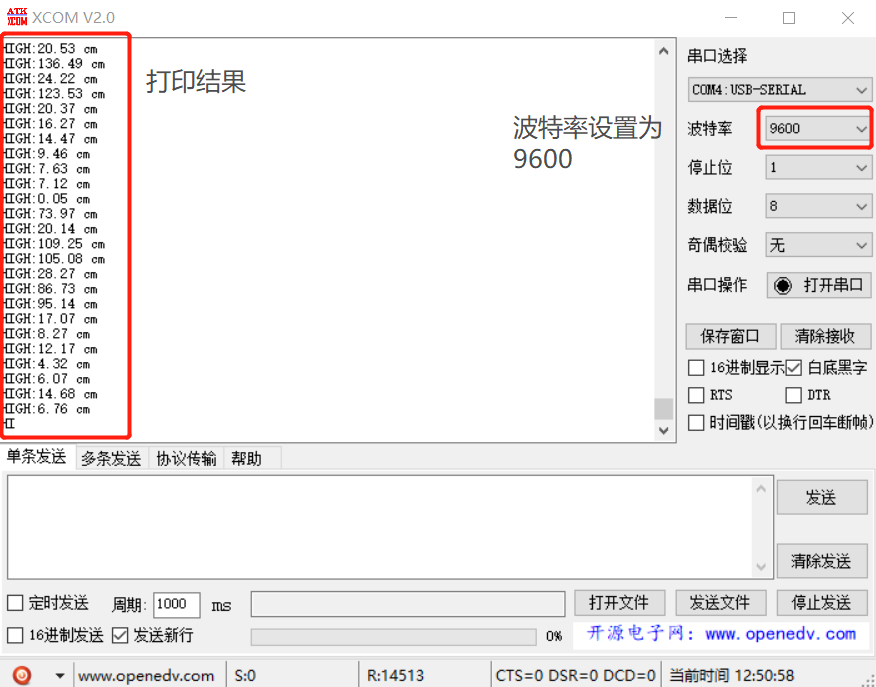 ATK
XCOM XCOM V2.0
HIGH:20.53 cm
HIGH:136.49 cm
HIGH:24.22 cm
HIGH:123.53 cm
HIGH:20.37 cm
HIGH:16.27 cm
HIGH:14.47 cm
HIGH:9.46 cm
HIGH:7.63 cm
HIGH:7.12 cm
HIGH:0.05 cm
HIGH:73.97 cm
HIGH:20.14 cm
HIGH:109.25 cm
HIGH:105.08 cm
HIGH:28.27 cm
HIGH:86.73 cm
HIGH:95.14 cm
HIGH:17.07 cm
HIGH:8.27 cm
HIGH:12.17 cm
HIGH:4.32 cm
HIGH:6.07 cm
HIGH:14.68 cm
HIGH:6.76 cm
HI
打印结果
波特率设置为
9600
串口选择
COM4:USB-SERIAL
波特率 9600
停止位 1
数据位 8
奇偶校验 无
串口操作 打开串口
保存窗口 清除接收
16进制显示 白底黑字
RTS DTR
时间戳(以换行回车断帧)
单条发送 多条发送 协议传输 帮助
发送
清除发送
定时发送 周期: 1000 ms 打开文件 发送文件 停止发送
16进制发送 发送新行 0% 开源电子网：www.openedv.com
www.openedv.com S:0 R:14513 CTS=0 DSR=0 DCD=0 当前时间 12:50:58